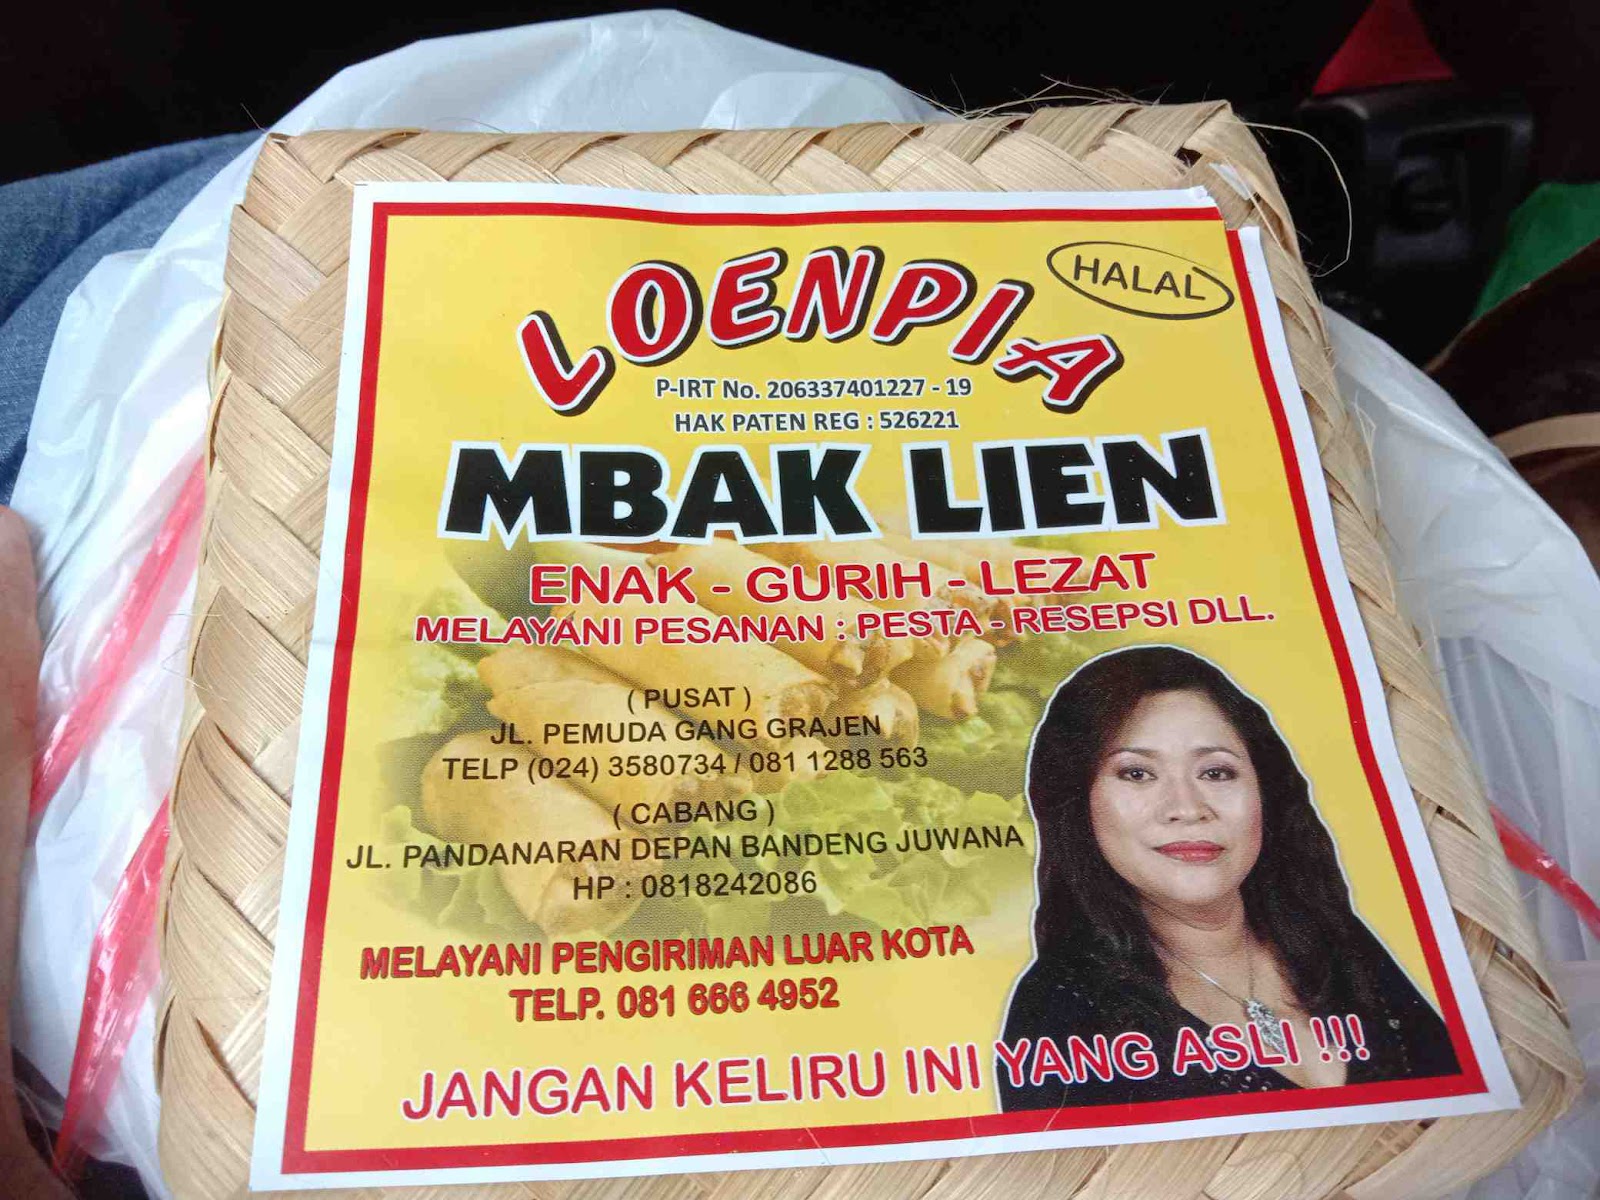 LOENPIA
HALAL
P-IRT No. 206337401227 - 19
HAK PATEN REG : 526221
MBAK LIEN
ENAK - GURIH - LEZAT
MELAYANI PESANAN : PESTA - RESEPSI DLL.
( PUSAT )
JL. PEMUDA GANG GRAJEN
TELP (024) 3580734 / 081 1288 563
( CABANG )
JL. PANDANARAN DEPAN BANDENG JUWANA
HP : 0818242086
MELAYANI PENGIRIMAN LUAR KOTA
TELP. 081 666 4952
JANGAN KELIRU INI YANG ASLI !!!